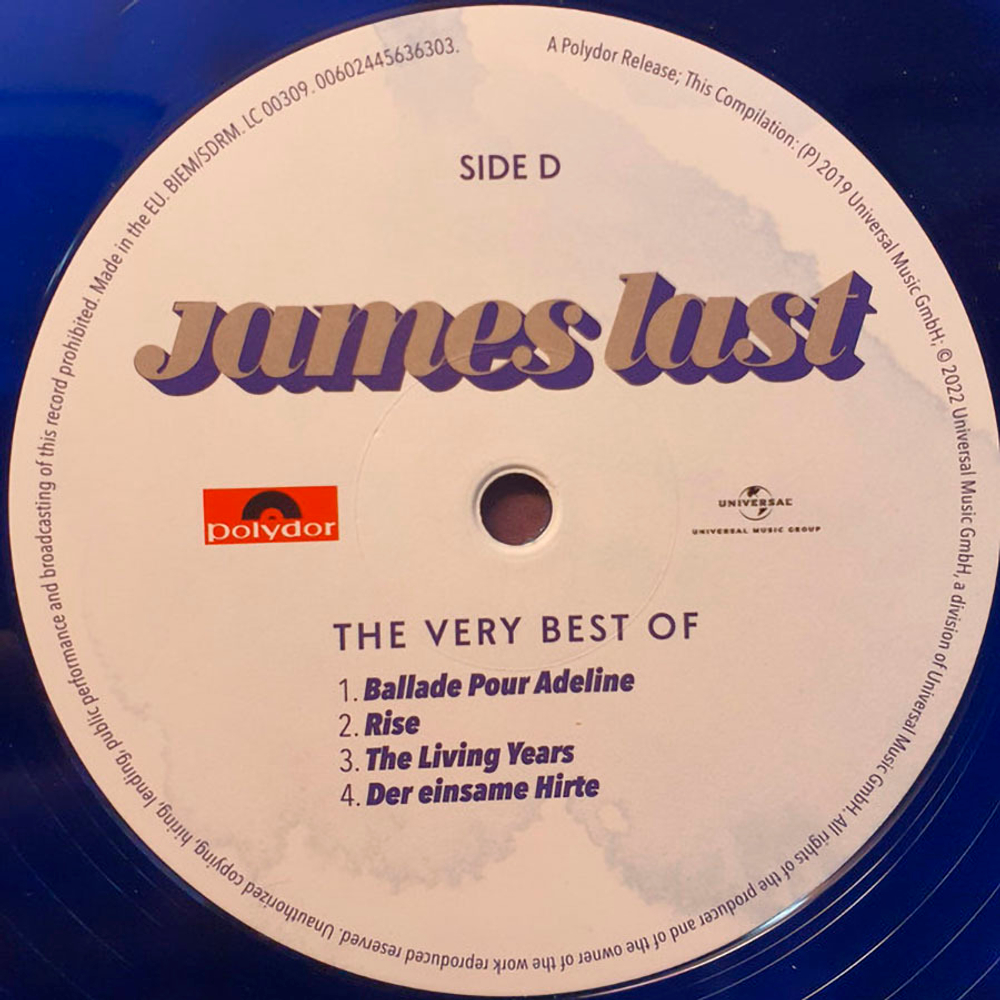 A Polydor Release; This Compilation: (P) 2019 Universal Music GmbH; © 2022 Universal Music GmbH, a division of Universal Music GmbH. All rights of the producer and of the owner of the work reproduced reserved. Unauthorized copying, hiring, lending, public performance and broadcasting of this record prohibited. Made in the EU. BIEM/SDRM. LC 00309. 00602445636303.
SIDE D
James last
polydor
UNIVERSAL
UNIVERSAL MUSIC GROUP
THE VERY BEST OF
1. Ballade Pour Adeline
2. Rise
3. The Living Years
4. Der einsame Hirte